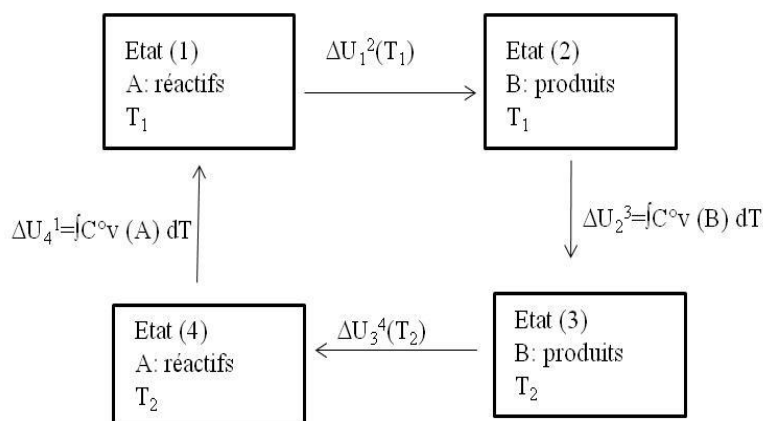 Etat (1)
A: réactifs
T₁
ΔU₁²(T₁)
Etat (2)
B: produits
T₁
ΔU₄¹=∫C°v (A) dT
ΔU₂³=∫C°v (B) dT
Etat (4)
A: réactifs
T₂
ΔU₃⁴(T₂)
Etat (3)
B: produits
T₂